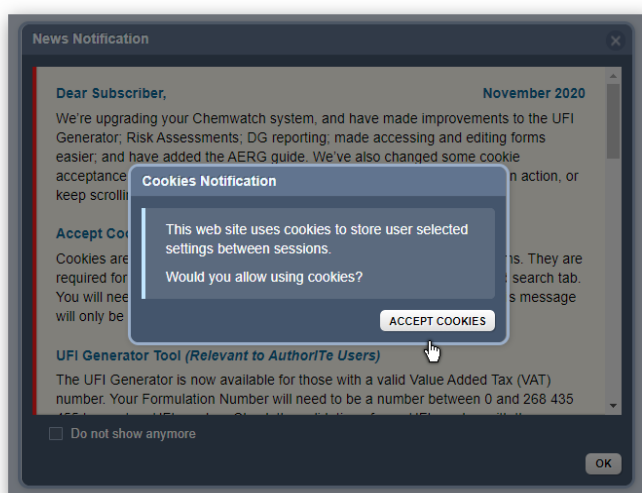 News Notification
Dear Subscriber,
November 2020
We're upgrading your Chemwatch system, and have made improvements to the UFI
Generator; Risk Assessments; DG reporting; made accessing and editing forms
easier; and have added the AERG guide. We've also changed some cookie
acceptance
n action, or
keep scrolli
Cookies Notification
This web site uses cookies to store user selected
settings between sessions.
Would you allow using cookies?
ACCEPT COOKIES
Accept Coo
Cookies are
ns. They are
required for
search tab.
You will nee
s message
will only be
UFI Generator Tool (Relevant to AuthorITe Users)
The UFI Generator is now available for those with a valid Value Added Tax (VAT)
number. Your Formulation Number will need to be a number between 0 and 268 435
Do not show anymore
OK